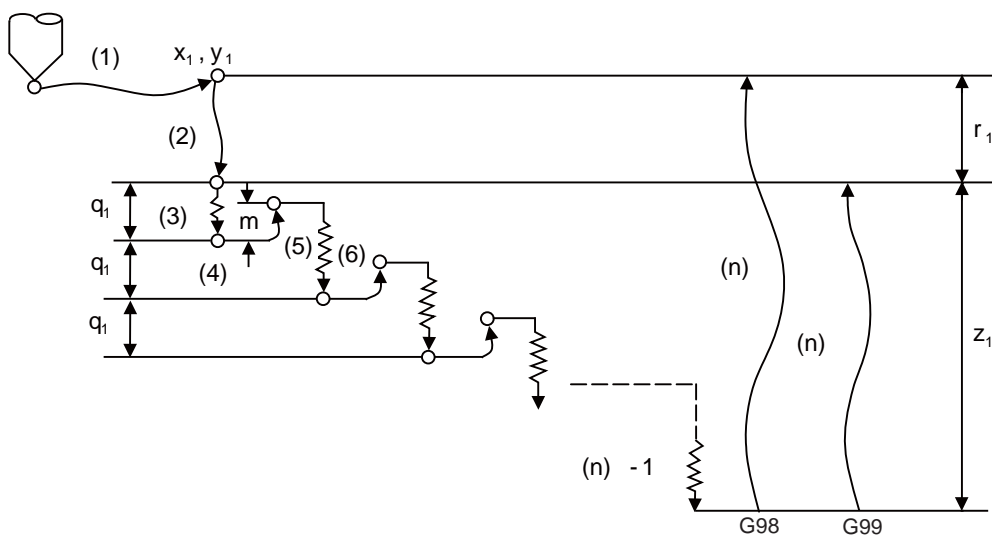 (1)
x1 , y1
(2)
r1
q1
(3)
m
(4)
(5)
(6)
q1
q1
(n)
(n)
z1
(n) - 1
G98
G99